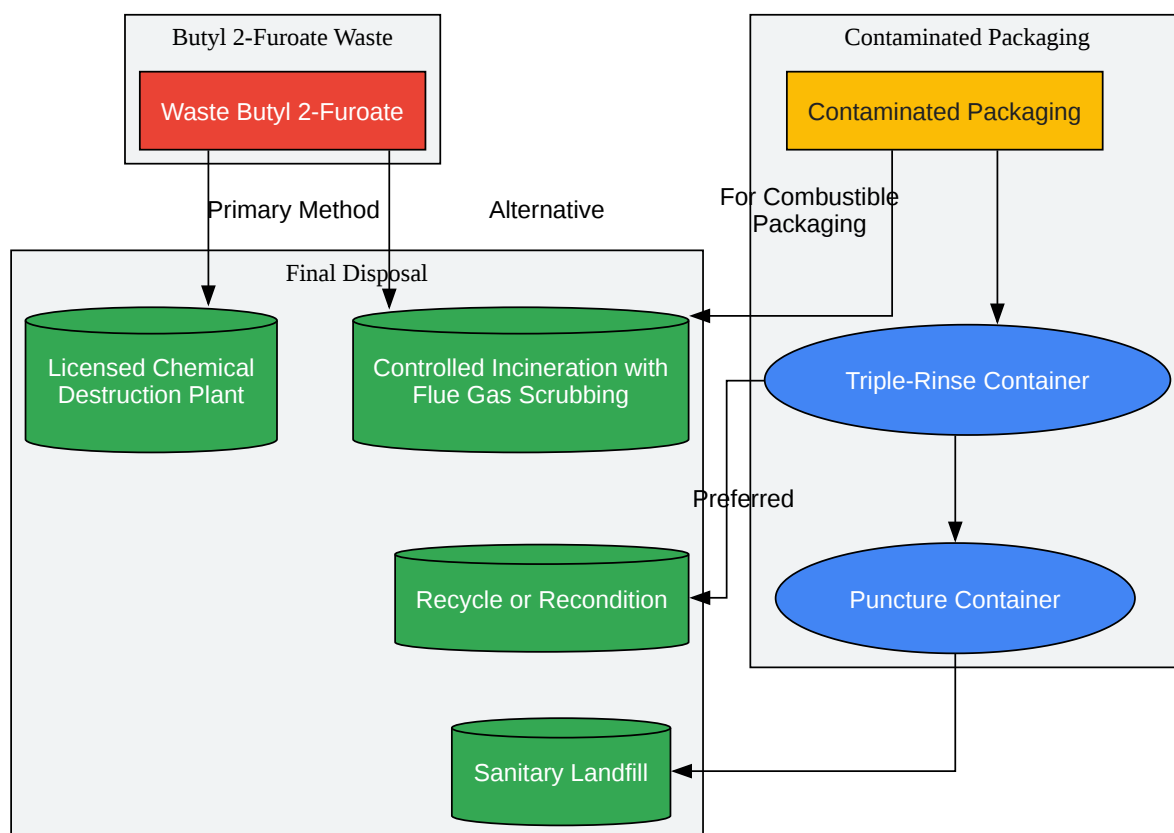 Butyl 2-Furoate Waste
Contaminated Packaging
Waste Butyl 2-Furoate
Contaminated Packaging
Primary Method
Alternative
For Combustible
Packaging
Final Disposal
Licensed Chemical
Destruction Plant
Controlled Incineration with
Flue Gas Scrubbing
Triple-Rinse Container
Preferred
Recycle or Recondition
Puncture Container
Sanitary Landfill